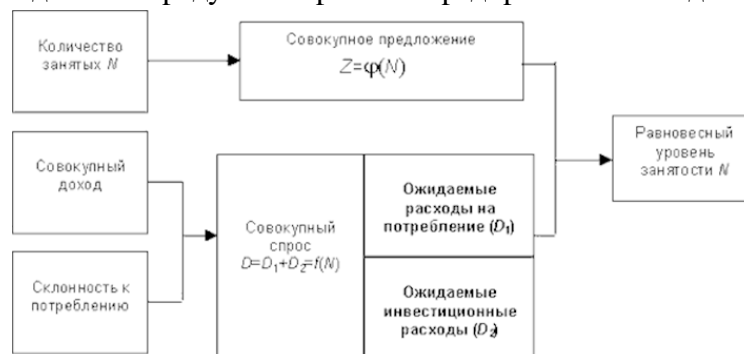 Количество
занятых N
Совокупное предложение
Z=φ(N)
Равновесный
уровень
занятости N
Совокупный
доход
Склонность к
потреблению
Совокупный
спрос
D=D₁+D₂=f(N)
Ожидаемые
расходы на
потребление (D₁)
Ожидаемые
инвестиционные
расходы (D₂)